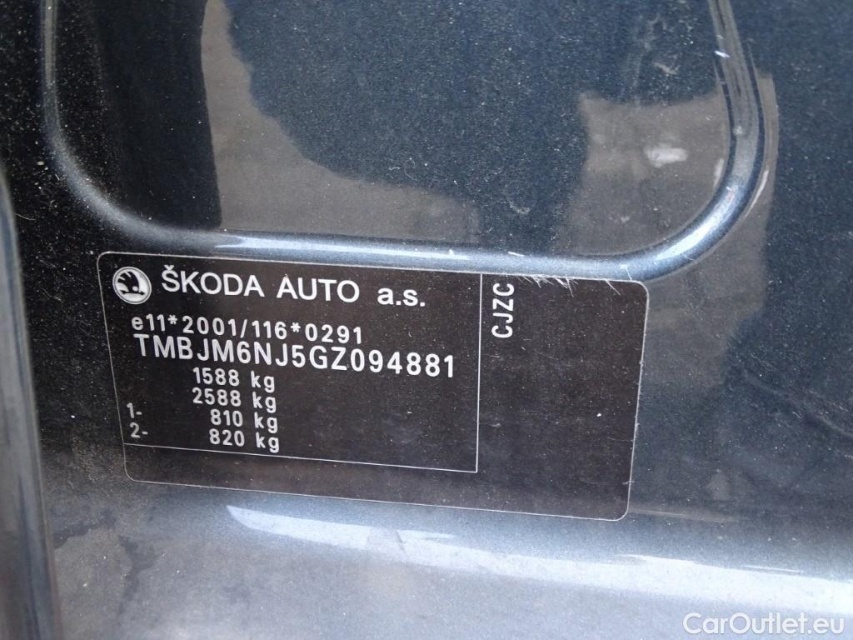 ŠKODA AUTO a.s.
e11*2001/116*0291
TMBJM6NJ5GZ094881
1588 kg
2588 kg
1- 810 kg
2- 820 kg
CJZC
CarOutlet.eu